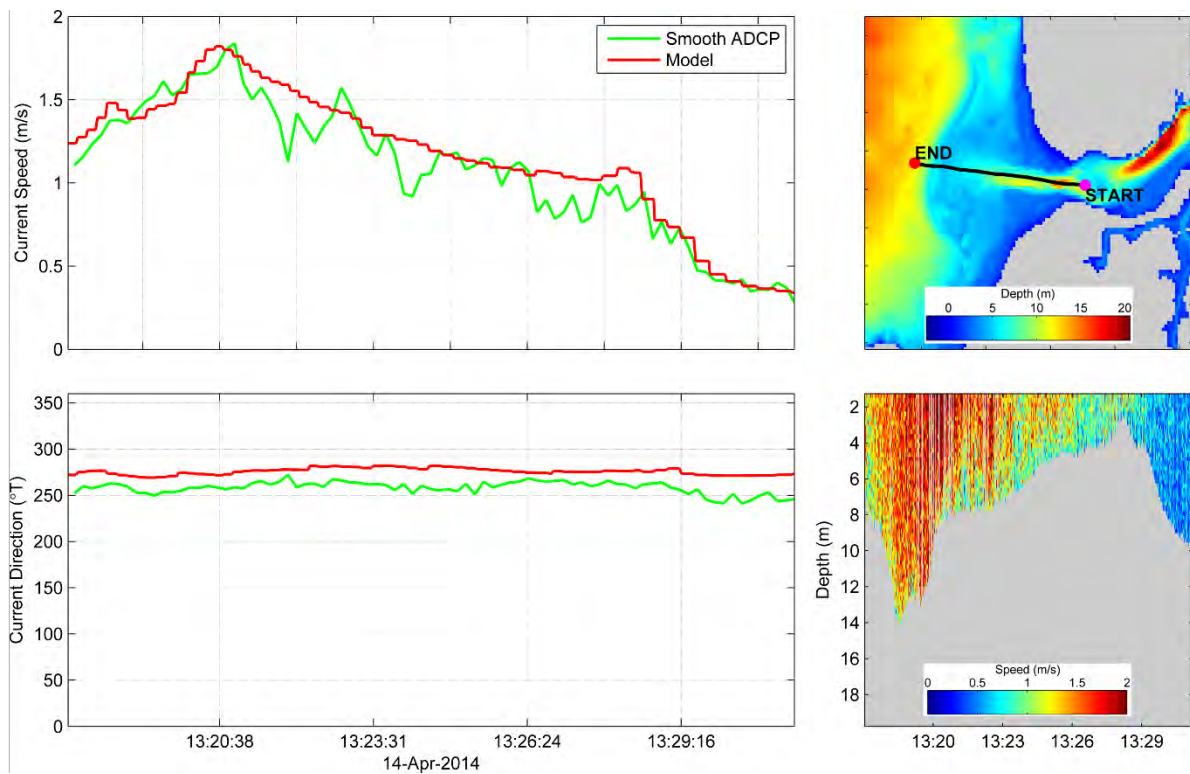 2
1.5
1
0.5
0
Current Speed (m/s)
Smooth ADCP
Model
END
START
Depth (m)
0 5 10 15 20
350
300
250
200
150
100
50
0
Current Direction (°T)
13:20:38 13:23:31 13:26:24 13:29:16
14-Apr-2014
2
4
6
8
10
12
14
16
18
Depth (m)
Speed (m/s)
0 0.5 1 1.5 2
13:20 13:23 13:26 13:29